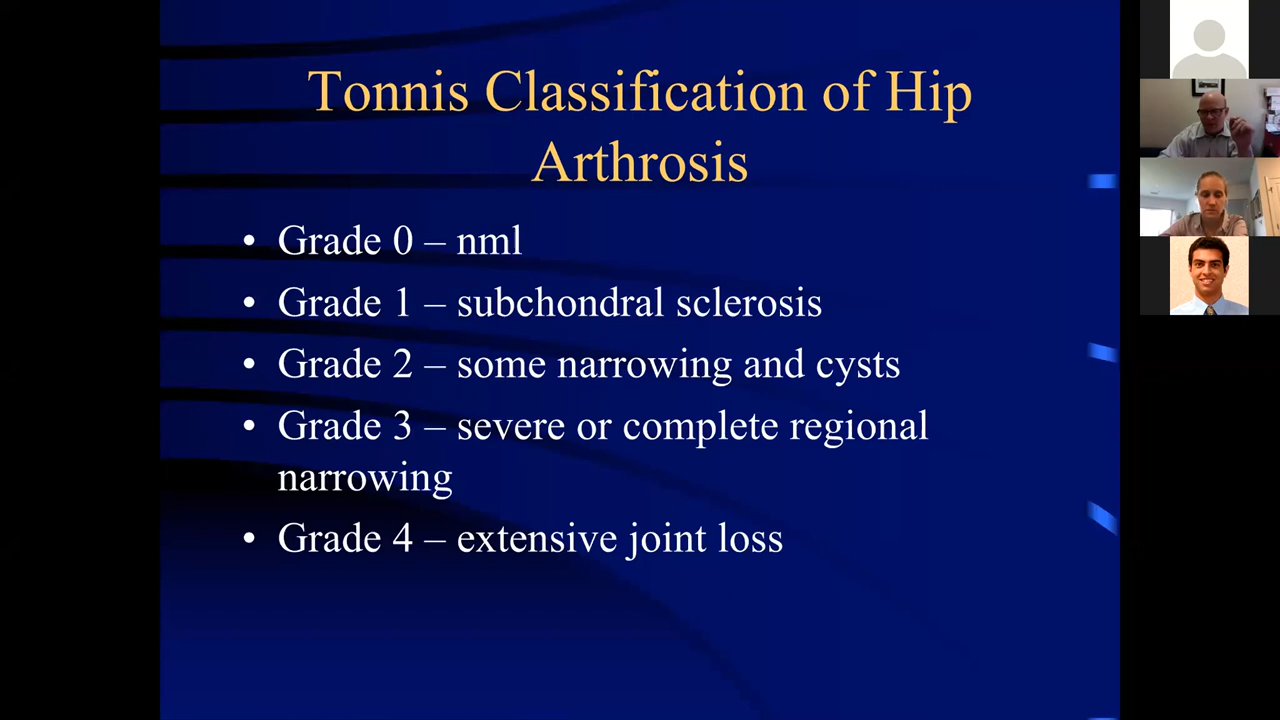 Tonnis Classification of Hip
Arthrosis
• Grade 0 – nml
• Grade 1 – subchondral sclerosis
• Grade 2 – some narrowing and cysts
• Grade 3 – severe or complete regional
narrowing
• Grade 4 – extensive joint loss